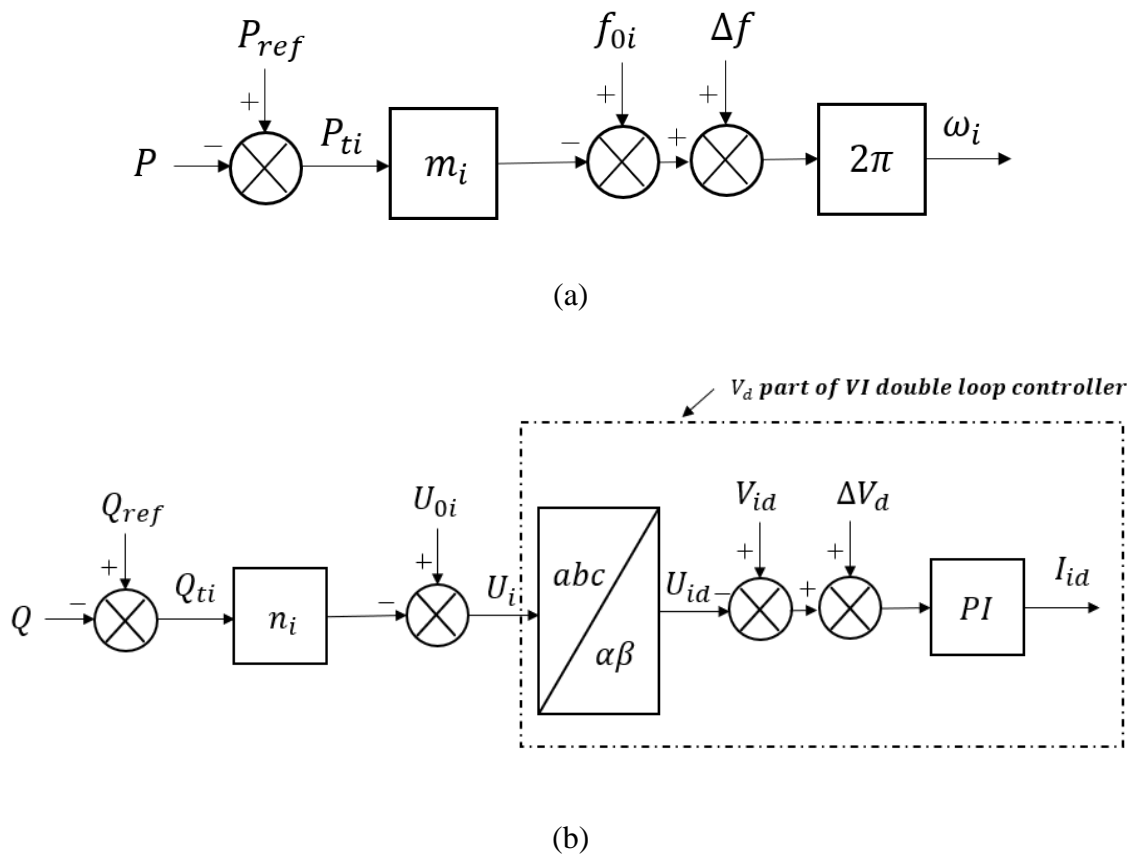 P_ref f_0i Δf
+ + +
P − P_ti m_i − + 2π ω_i
(a)
V_d part of VI double loop controller
Q_ref U_0i V_id ΔV_d
+ + + +
Q − Q_ti n_i − U_i abc αβ U_id − + PI I_id
(b)